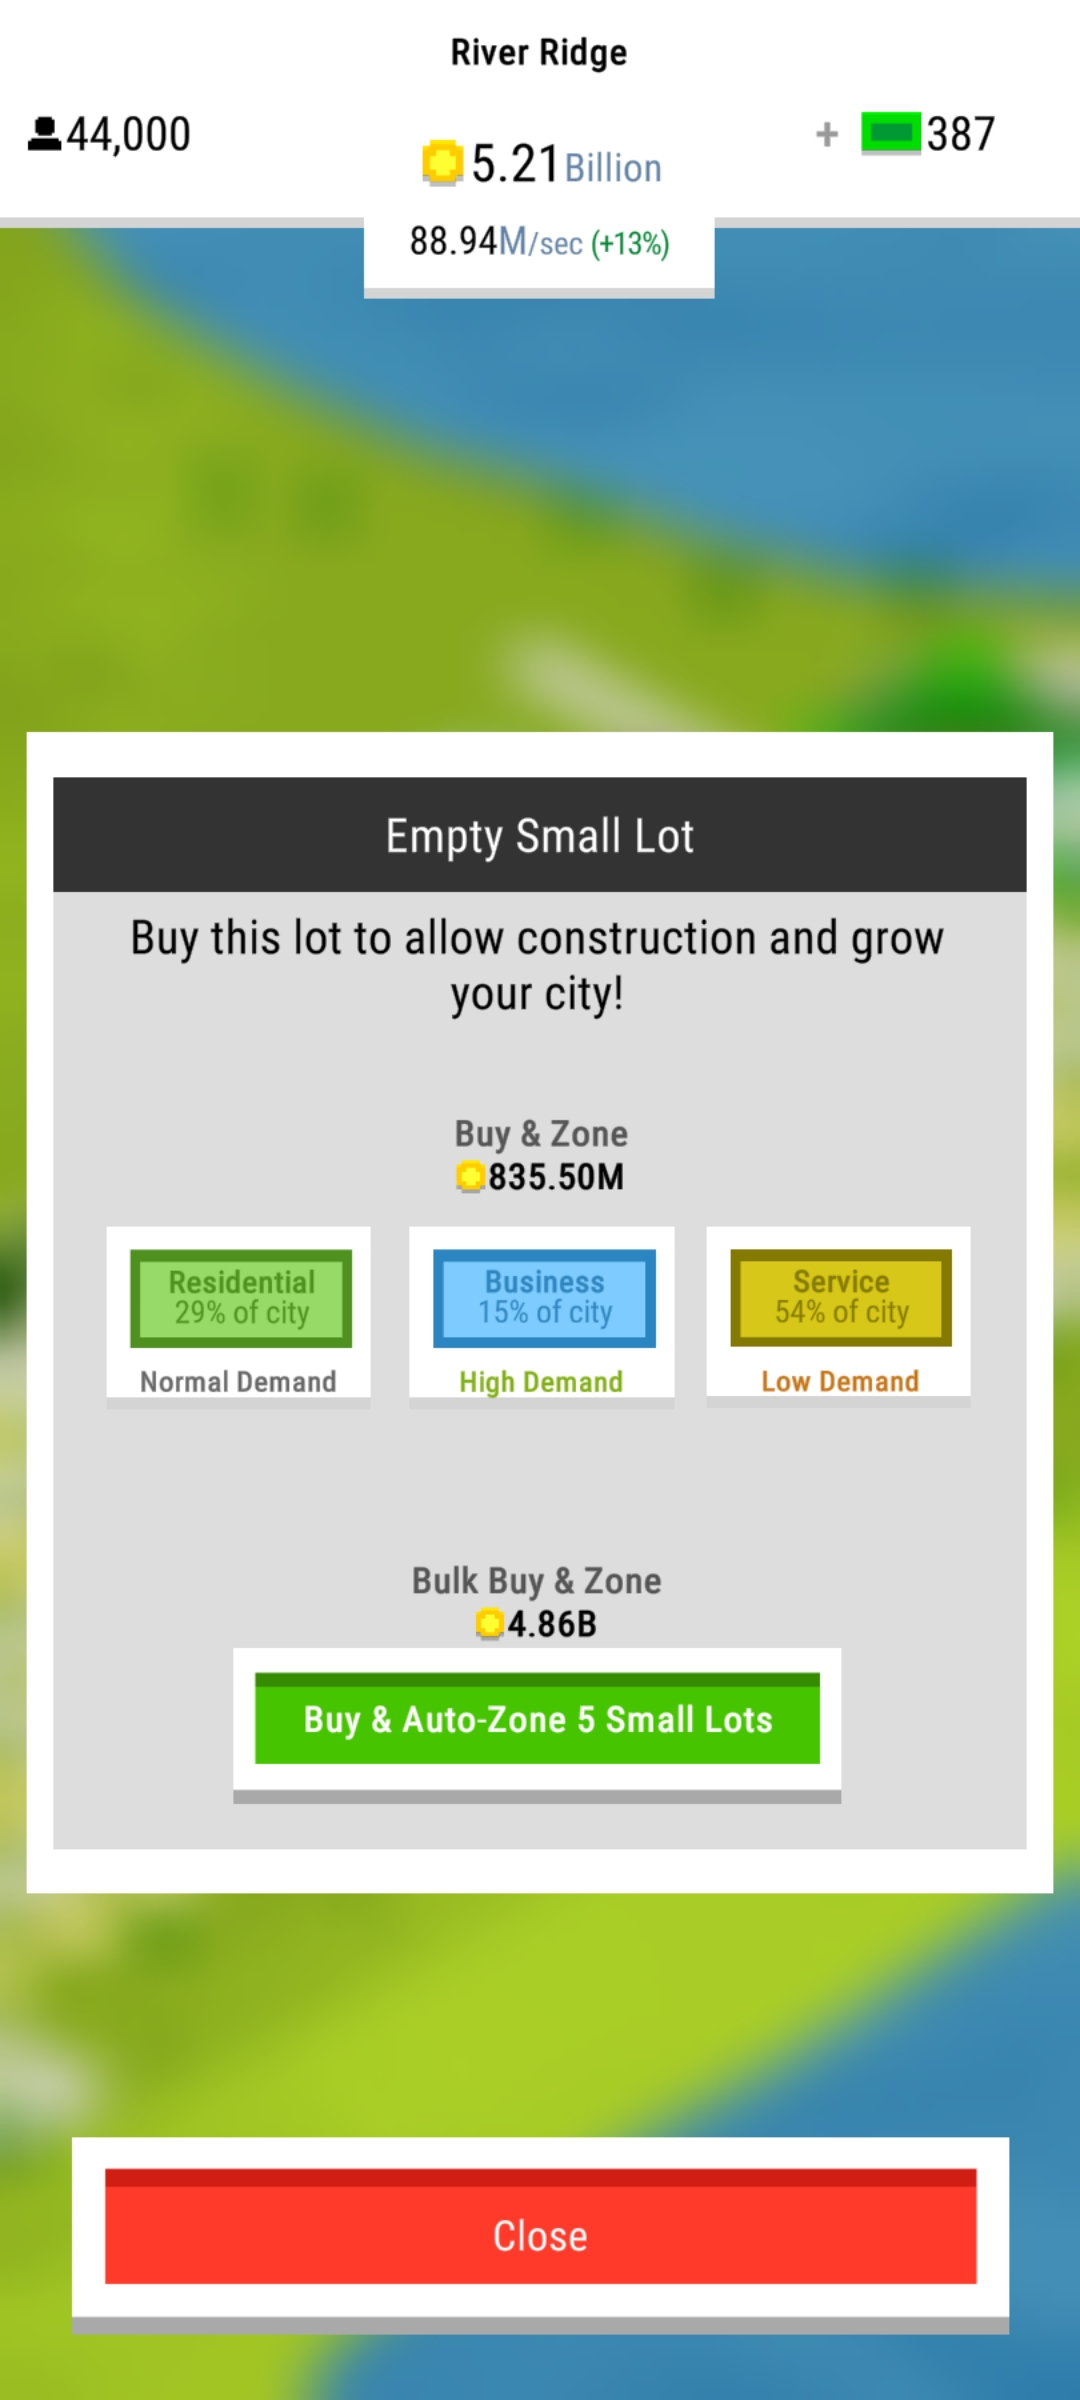 River Ridge
44,000
5.21 Billion
+ 387
88.94M/sec (+13%)
Empty Small Lot
Buy this lot to allow construction and grow
your city!
Buy & Zone
835.50M
Residential
29% of city
Normal Demand
Business
15% of city
High Demand
Service
54% of city
Low Demand
Bulk Buy & Zone
4.86B
Buy & Auto-Zone 5 Small Lots
Close